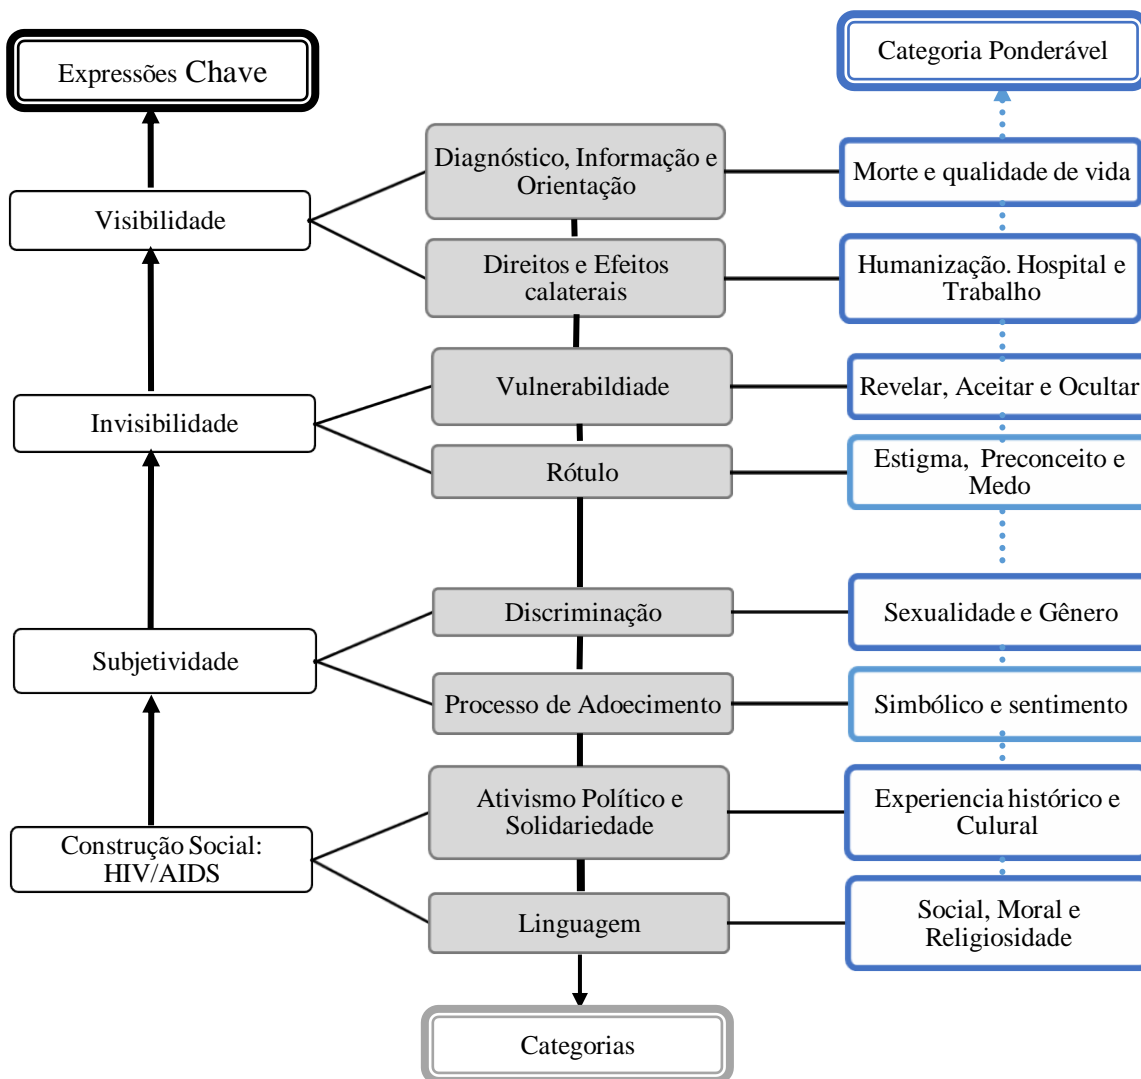 Expressões Chave
Categoria Ponderável
Diagnóstico, Informação e
Orientação
Morte e qualidade de vida
Visibilidade
Direitos e Efeitos
calaterais
Humanização. Hospital e
Trabalho
Vulnerabildiade
Revelar, Aceitar e Ocultar
Invisibilidade
Rótulo
Estigma, Preconceito e
Medo
Discriminação
Sexualidade e Gênero
Subjetividade
Processo de Adoecimento
Simbólico e sentimento
Ativismo Político e
Solidariedade
Experiencia histórico e
Culural
Construção Social:
HIV/AIDS
Linguagem
Social, Moral e
Religiosidade
Categorias